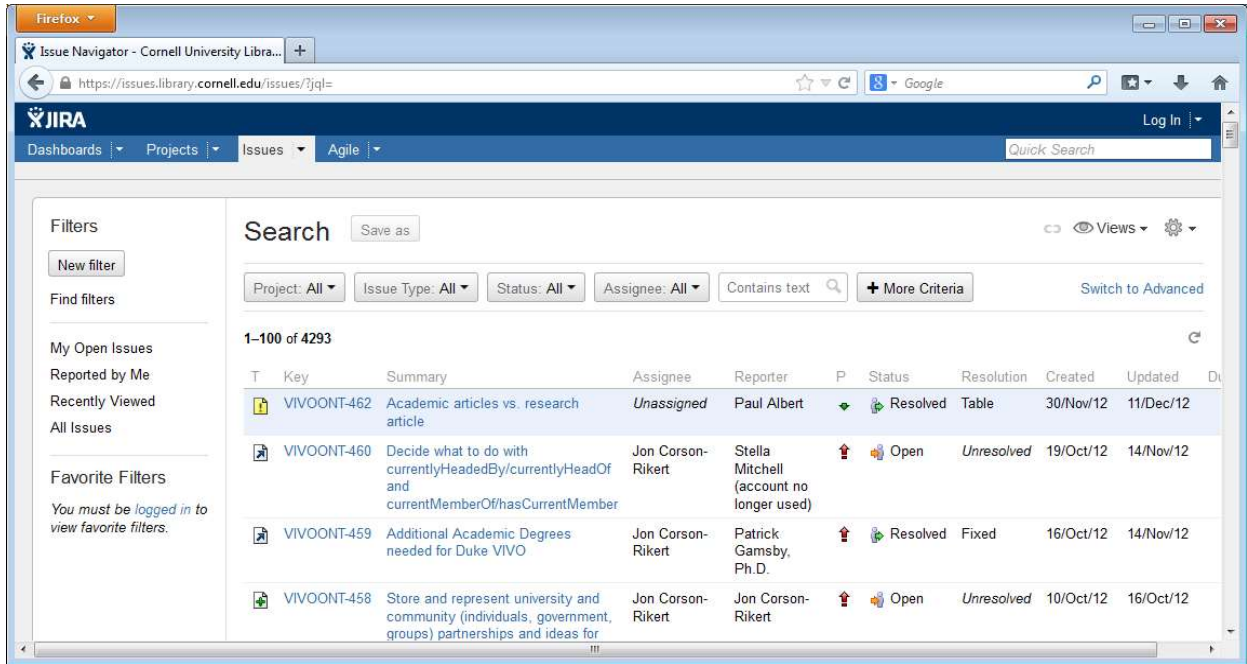 Firefox
Issue Navigator - Cornell University Libra...
https://issues.library.cornell.edu/issues/?jql=
Google
JIRA
Log In
Dashboards Projects Issues Agile
Quick Search
Filters
New filter
Find filters
My Open Issues
Reported by Me
Recently Viewed
All Issues
Favorite Filters
You must be logged in to
view favorite filters.
Search Save as Views
Project: All Issue Type: All Status: All Assignee: All Contains text + More Criteria Switch to Advanced
1–100 of 4293
T Key Summary Assignee Reporter P Status Resolution Created Updated Du
VIVOONT-462 Academic articles vs. research Unassigned Paul Albert Resolved Table 30/Nov/12 11/Dec/12
article
VIVOONT-460 Decide what to do with Jon Corson- Stella Open Unresolved 19/Oct/12 14/Nov/12
currentlyHeadedBy/currentlyHeadOf Rikert Mitchell
and (account no
currentMemberOf/hasCurrentMember longer used)
VIVOONT-459 Additional Academic Degrees Jon Corson- Patrick Resolved Fixed 16/Oct/12 14/Nov/12
needed for Duke VIVO Rikert Gamsby,
Ph.D.
VIVOONT-458 Store and represent university and Jon Corson- Jon Corson- Open Unresolved 10/Oct/12 16/Oct/12
community (individuals, government, Rikert Rikert
groups) partnerships and ideas for